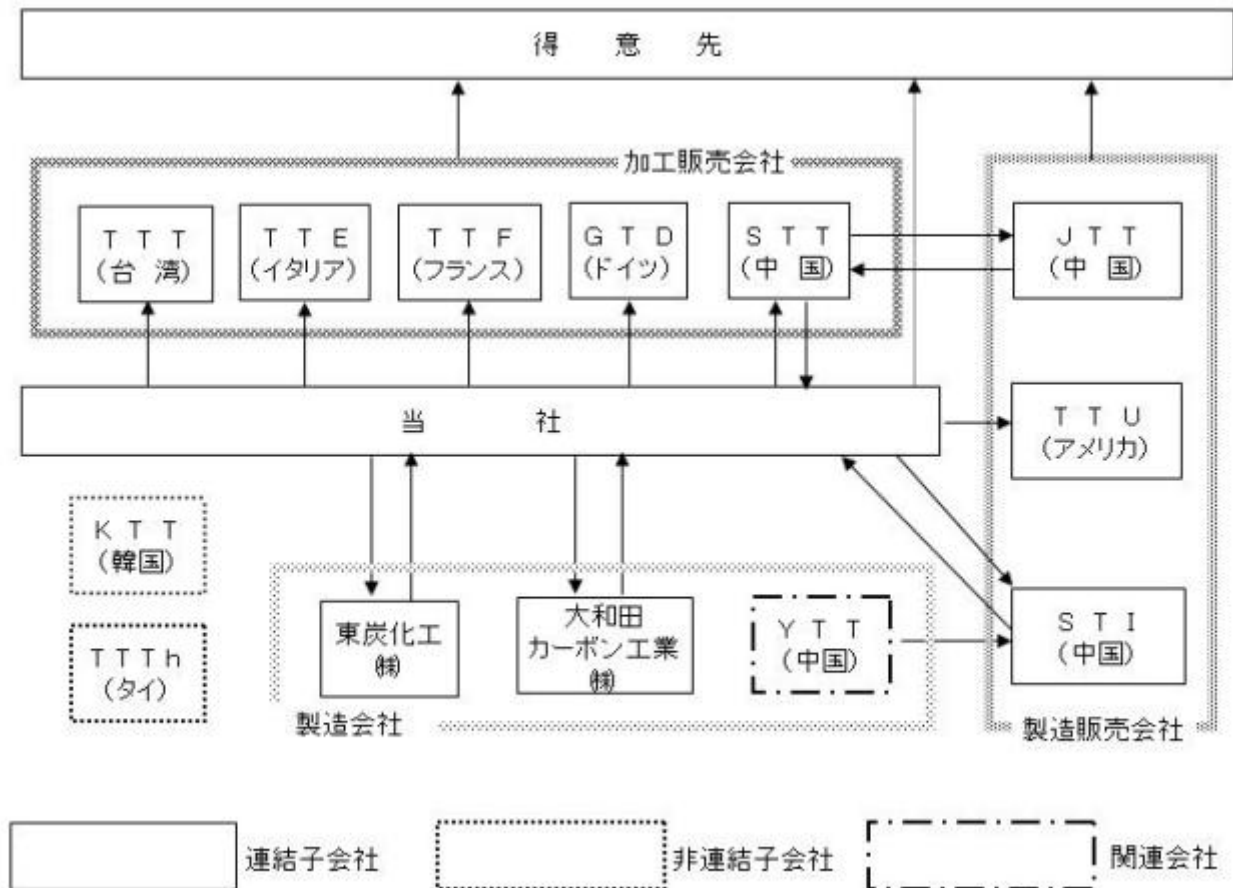 得意先
加工販売会社
TTT
(台湾)
TTE
(イタリア)
TTF
(フランス)
GTD
(ドイツ)
STT
(中国)
JTT
(中国)
当社
TTU
(アメリカ)
KTT
(韓国)
TTTh
(タイ)
東炭化工
㈱
大和田
カーボン工業
㈱
YTT
(中国)
STI
(中国)
製造会社
製造販売会社
連結子会社
非連結子会社
関連会社